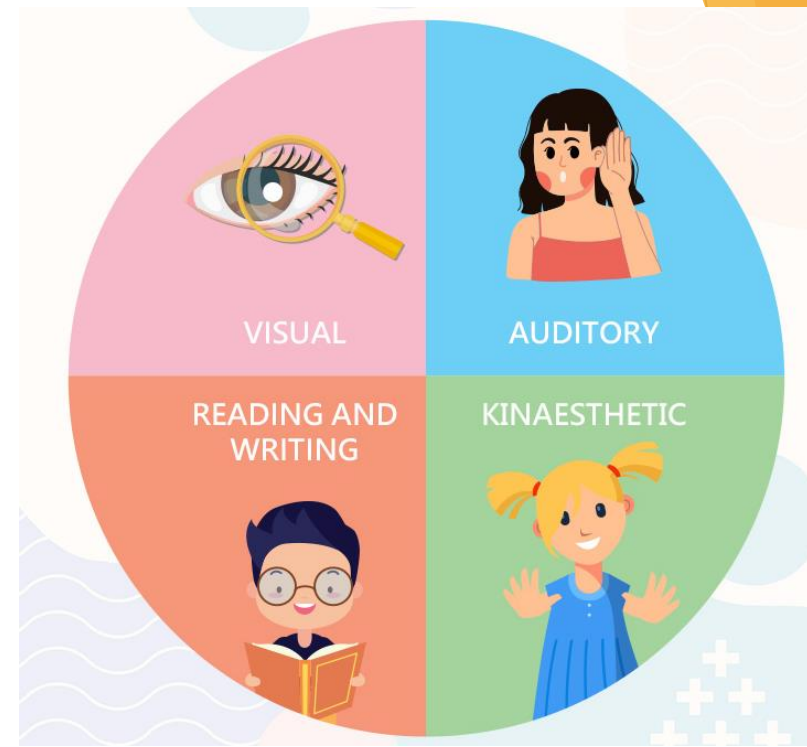 VISUAL
AUDITORY
READING AND
WRITING
KINAESTHETIC